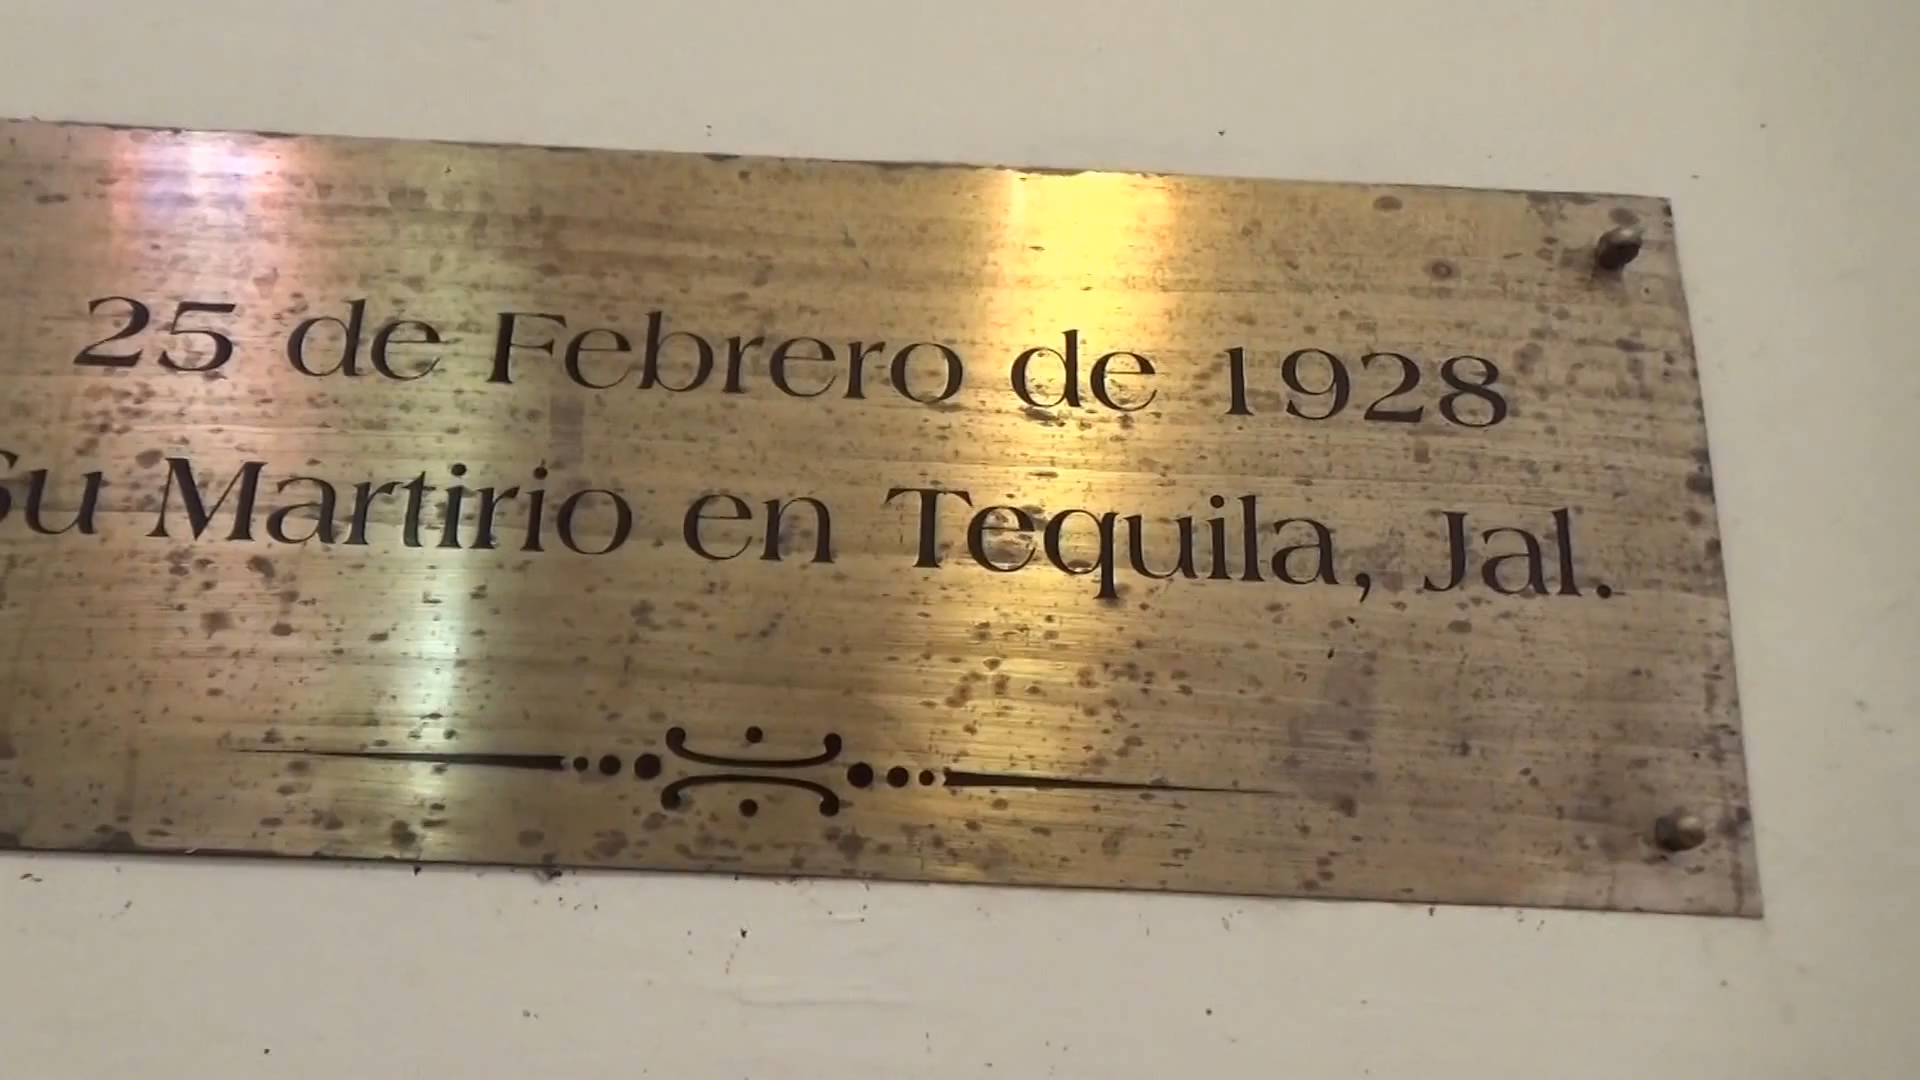 25 de Febrero de 1928
Su Martirio en Tequila, Jal.